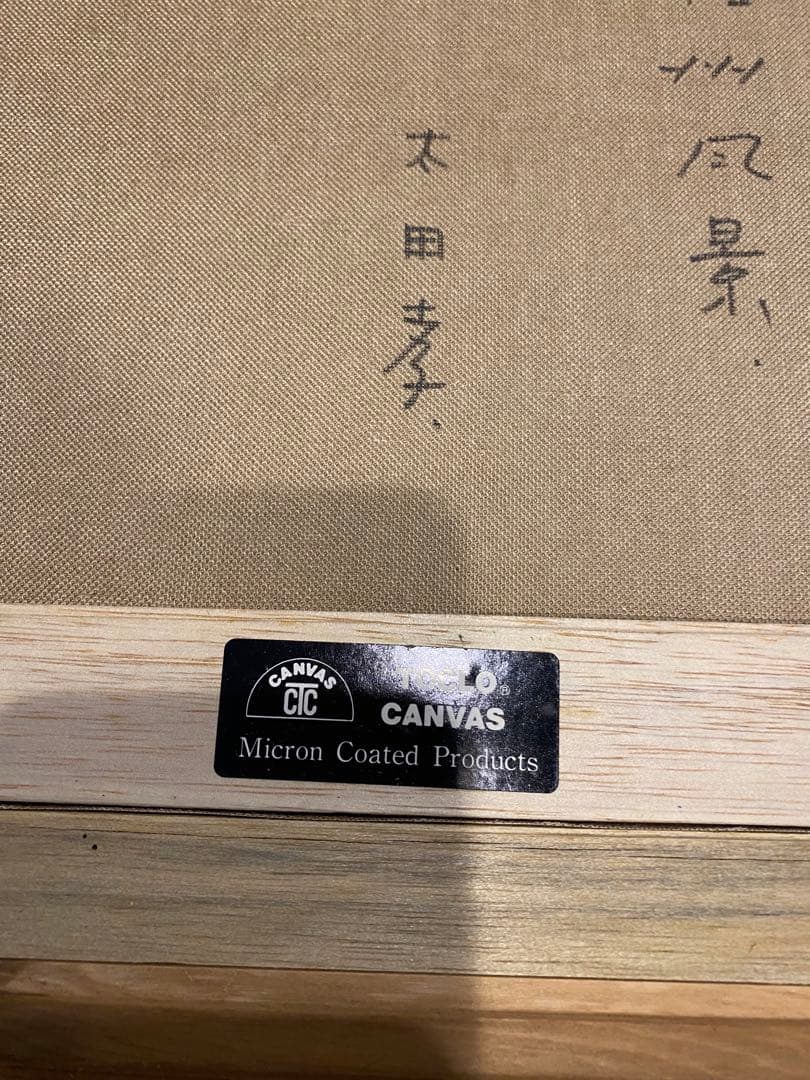 州風景、
太田孝、
CANVAS
CTC
TOCLO®
CANVAS
Micron Coated Products